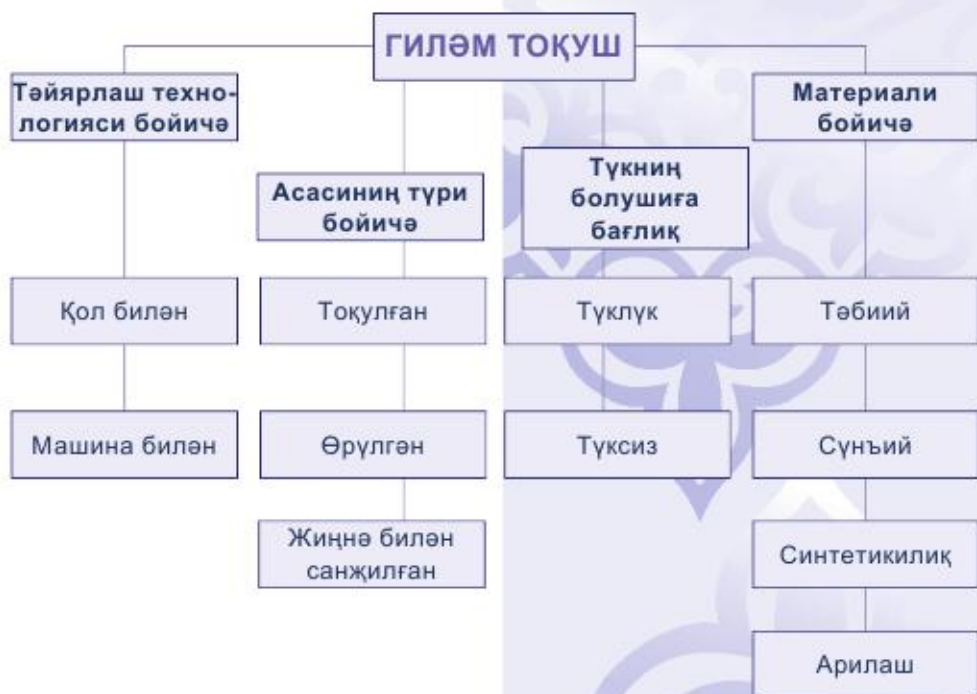 ГИЛӘМ ТОҚУШ
Тәйярлаш техно-
логияси бойичә
Қол билән
Машина билән
Асасиниң түри
бойичә
Тоқулған
Өрүлгән
Жиңнә билән
санҗилған
Түкниң
болушиға
бағлиқ
Түклүк
Түксиз
Материали
бойичә
Тәбиий
Сүнъий
Синтетикилиқ
Арилаш